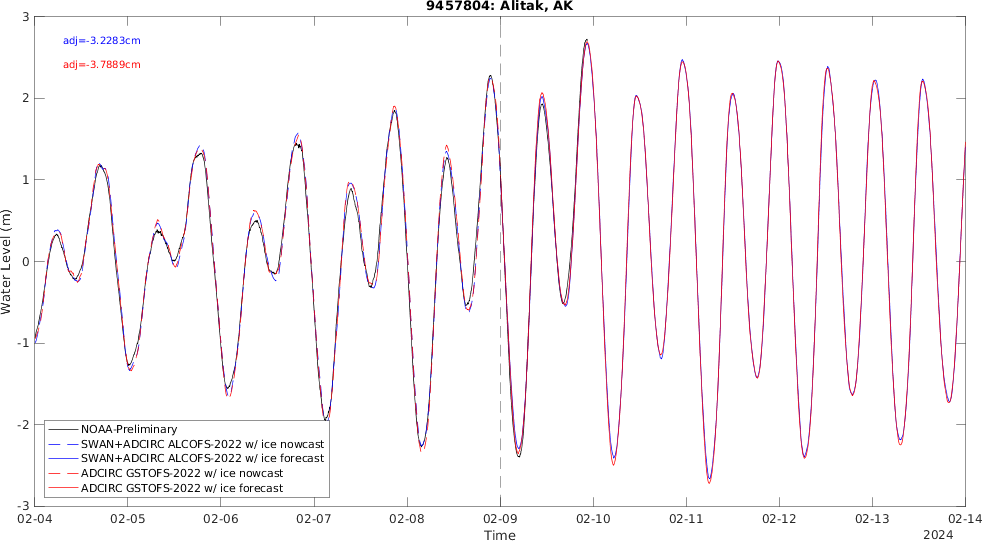 9457804: Alitak, AK
adj=-3.2283cm
adj=-3.7889cm
3
2
1
0
-1
-2
-3
Water Level (m)
NOAA-Preliminary
SWAN+ADCIRC ALCOFS-2022 w/ ice nowcast
SWAN+ADCIRC ALCOFS-2022 w/ ice forecast
ADCIRC GSTOFS-2022 w/ ice nowcast
ADCIRC GSTOFS-2022 w/ ice forecast
02-04 02-05 02-06 02-07 02-08 02-09 02-10 02-11 02-12 02-13 02-14
Time
2024